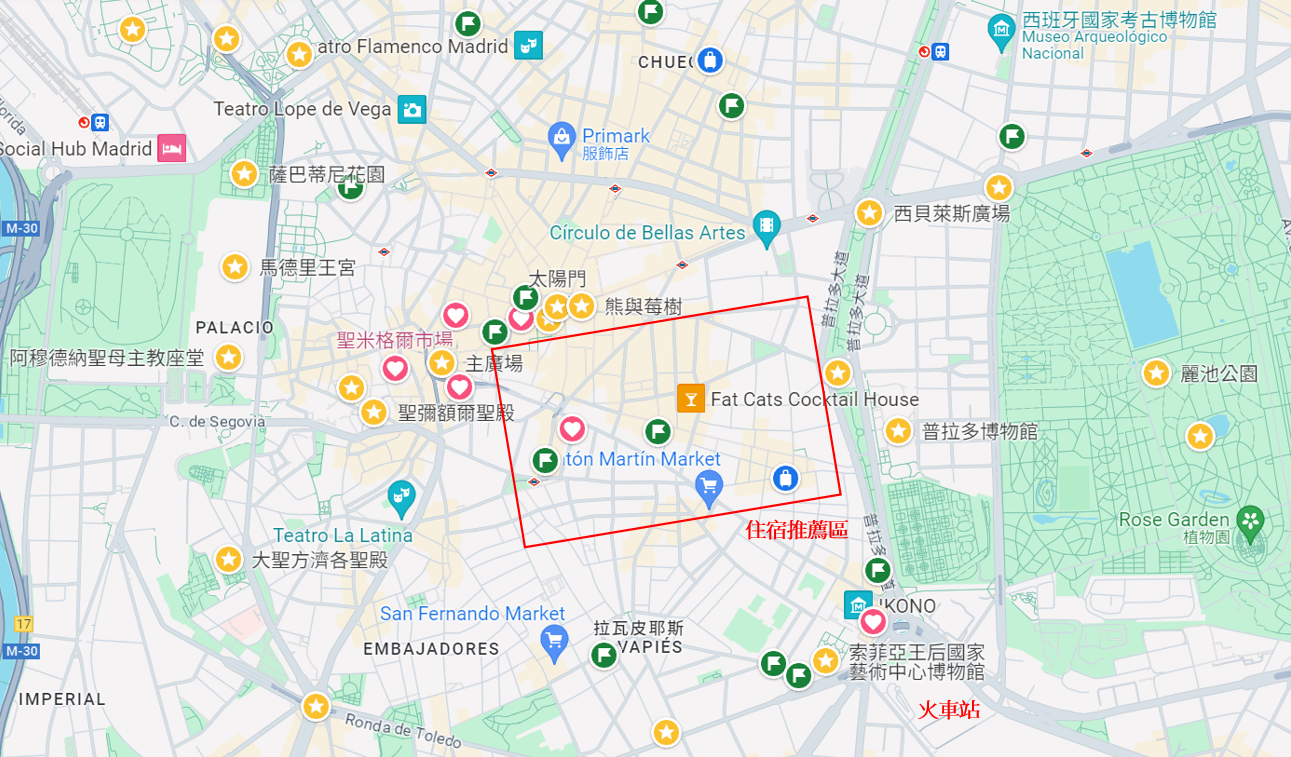 西班牙國家考古博物館
Museo Arqueológico
Nacional
atro Flamenco Madrid
CHUEC
Teatro Lope de Vega
Primark
服飾店
Social Hub Madrid
薩巴蒂尼花園
西貝萊斯廣場
M-30
Círculo de Bellas Artes
馬德里王宮
太陽門
普拉多大道
普拉多大道
熊與莓樹
PALACIO
聖米格爾市場
阿穆德納聖母主教座堂
主廣場
麗池公園
Fat Cats Cocktail House
聖彌額爾聖殿
C. de Segovia
普拉多博物館
tón Martín Market
住宿推薦區
Rose Garden
植物園
Teatro La Latina
大聖方濟各聖殿
San Fernando Market
IKONO
17
M-30
拉瓦皮耶斯
VAPIÉS
EMBAJADORES
索菲亞王后國家
藝術中心博物館
IMPERIAL
火車站
Ronda de Toledo